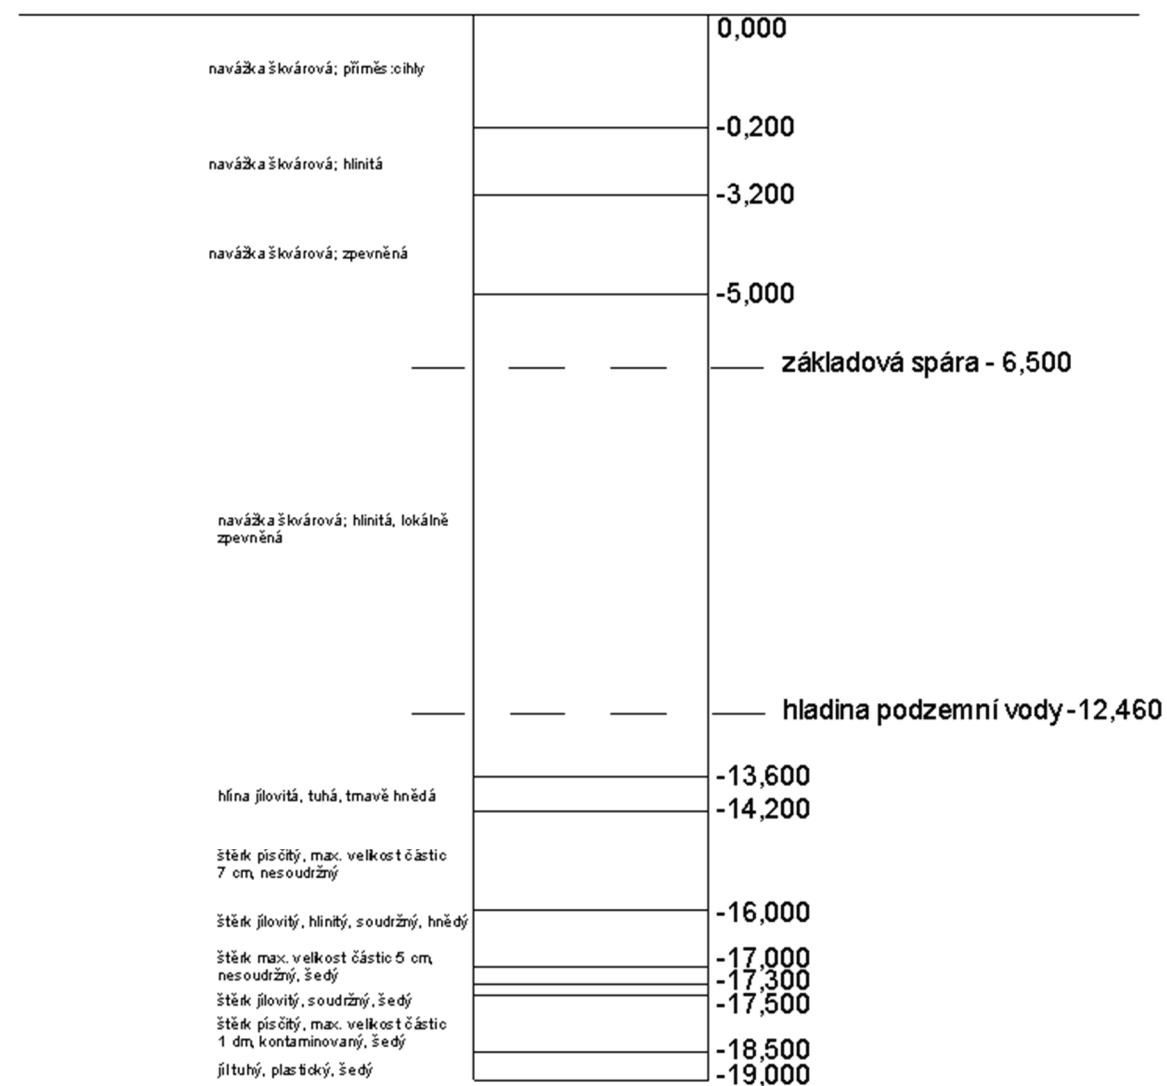 0,000
navážka škvárová; příměs:cihly
-0,200
navážka škvárová; hlinitá
-3,200
navážka škvárová; zpevněná
-5,000
základová spára - 6,500
navážka škvárová; hlinitá, lokálně
zpevněná
hladina podzemní vody -12,460
-13,600
hlína jílovitá, tuhá, tmavě hnědá
-14,200
štěrk písčitý, max. velikost částic
7 cm, nesoudržný
-16,000
štěrk jílovitý, hlinitý, soudržný, hnědý
-17,000
štěrk max. velikost částic 5 cm,
nesoudržný, šedý
-17,300
štěrk jílovitý, soudržný, šedý
-17,500
štěrk písčitý, max. velikost částic
1 dm, kontaminovaný, šedý
-18,500
jíl tuhý, plastický, šedý
-19,000